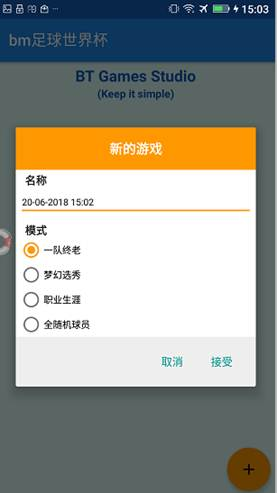 15:03
bm足球世界杯
BT Games Studio
(Keep it simple)
新的游戏
名称
20-06-2018 15:02
模式
一队终老
梦幻选秀
职业生涯
全随机球员
取消 接受
+